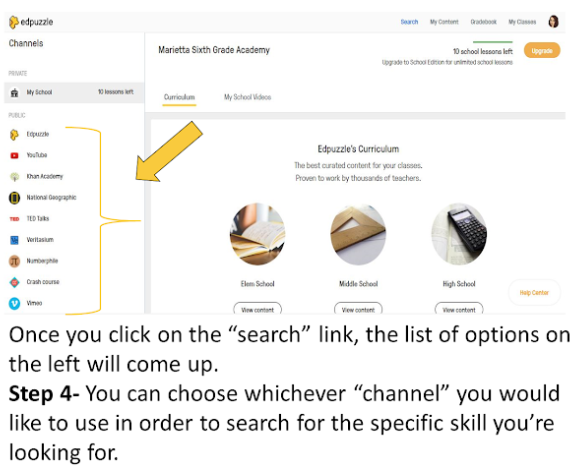 edpuzzle
Search My Content Gradebook My Classes
Channels
Marietta Sixth Grade Academy
10 school lessons left
Upgrade to School Edition for unlimited school lessons
Upgrade
PRIVATE
My School 10 lessons left
Curriculum My School Videos
PUBLIC
Edpuzzle
YouTube
Khan Academy
National Geographic
TED TED Talks
Veritasium
Numberphile
Crash course
Vimeo
Edpuzzle's Curriculum
The best curated content for your classes.
Proven to work by thousands of teachers.
Elem School Middle School High School
View content View content View content
Help Center
Once you click on the “search” link, the list of options on
the left will come up.
Step 4- You can choose whichever “channel” you would
like to use in order to search for the specific skill you’re
looking for.